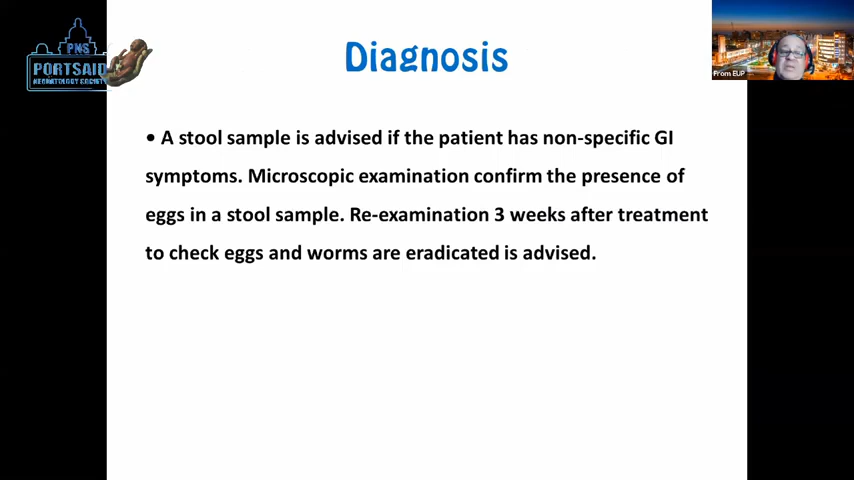 PNS
PORTSAID
NEONATOLOGY SOCIETY
Diagnosis
From EUP
• A stool sample is advised if the patient has non-specific GI
symptoms. Microscopic examination confirm the presence of
eggs in a stool sample. Re-examination 3 weeks after treatment
to check eggs and worms are eradicated is advised.